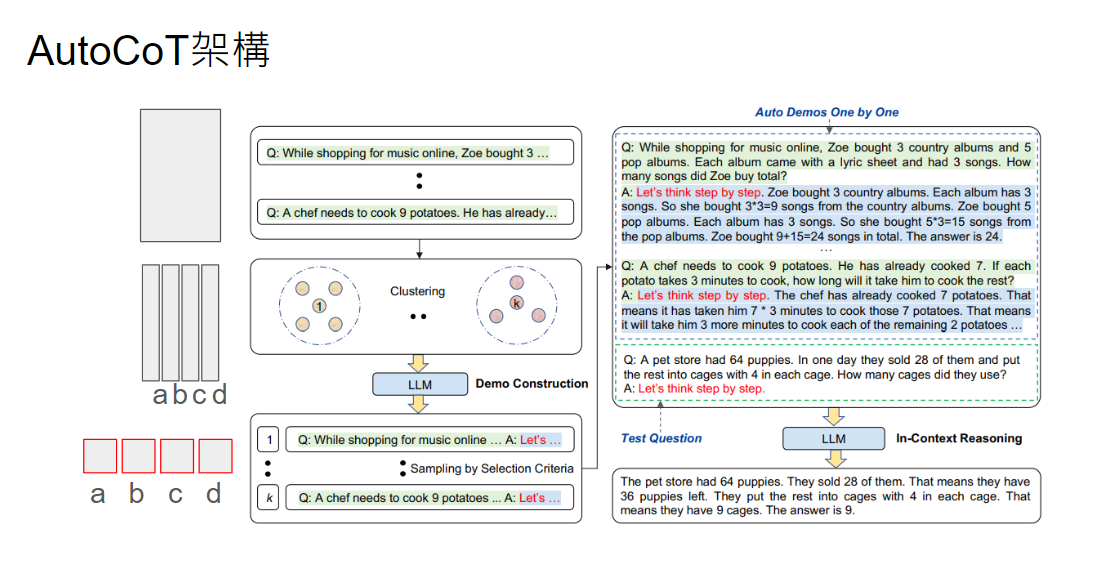 AutoCoT架構
a b c d
a b c d
Q: While shopping for music online, Zoe bought 3 …
Q: A chef needs to cook 9 potatoes. He has already…
1
Clustering
k
LLM
Demo Construction
1
Q: While shopping for music online … A: Let's …
Sampling by Selection Criteria
k
Q: A chef needs to cook 9 potatoes ... A: Let's …
Auto Demos One by One
Q: While shopping for music online, Zoe bought 3 country albums and 5
pop albums. Each album came with a lyric sheet and had 3 songs. How
many songs did Zoe buy total?
A: Let's think step by step. Zoe bought 3 country albums. Each album has 3
songs. So she bought 3*3=9 songs from the country albums. Zoe bought 5
pop albums. Each album has 3 songs. So she bought 5*3=15 songs from
the pop albums. Zoe bought 9+15=24 songs in total. The answer is 24.
…
Q: A chef needs to cook 9 potatoes. He has already cooked 7. If each
potato takes 3 minutes to cook, how long will it take him to cook the rest?
A: Let's think step by step. The chef has already cooked 7 potatoes. That
means it has taken him 7 * 3 minutes to cook those 7 potatoes. That means
it will take him 3 more minutes to cook each of the remaining 2 potatoes …
Q: A pet store had 64 puppies. In one day they sold 28 of them and put
the rest into cages with 4 in each cage. How many cages did they use?
A: Let's think step by step.
Test Question
LLM
In-Context Reasoning
The pet store had 64 puppies. They sold 28 of them. That means they have
36 puppies left. They put the rest into cages with 4 in each cage. That
means they have 9 cages. The answer is 9.